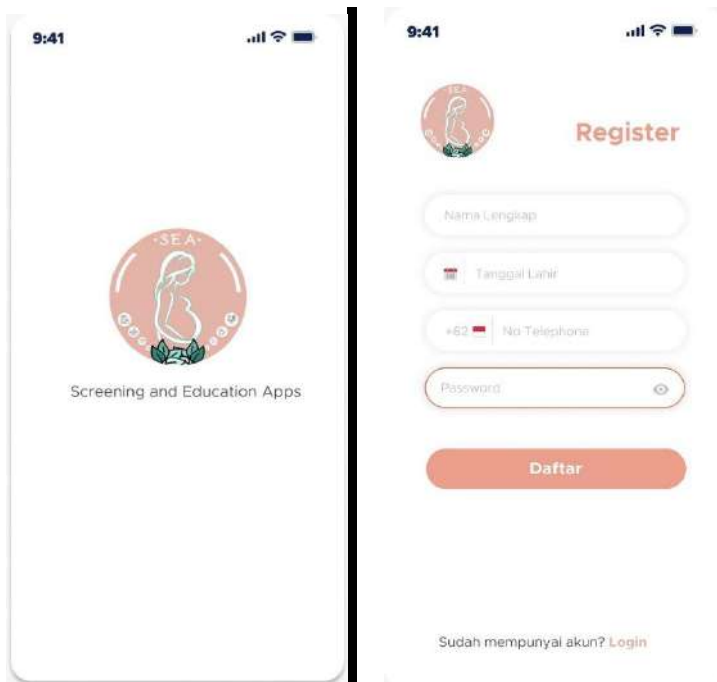 9:41
·SEA·
Screening and Education Apps
9:41
·SEA·
Register
Nama Lengkap
Tanggal Lahir
+62 No Telephone
Password
Daftar
Sudah mempunyai akun? Login